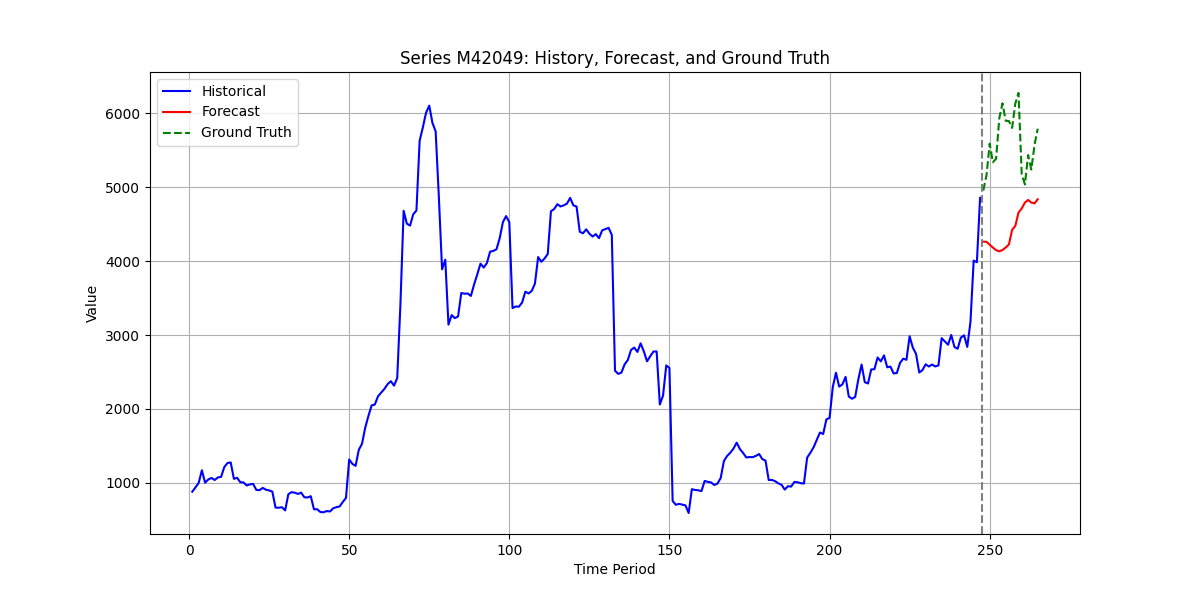 Series M42049: History, Forecast, and Ground Truth
Historical
Forecast
Ground Truth
6000
5000
4000
3000
2000
1000
Value
0 50 100 150 200 250
Time Period